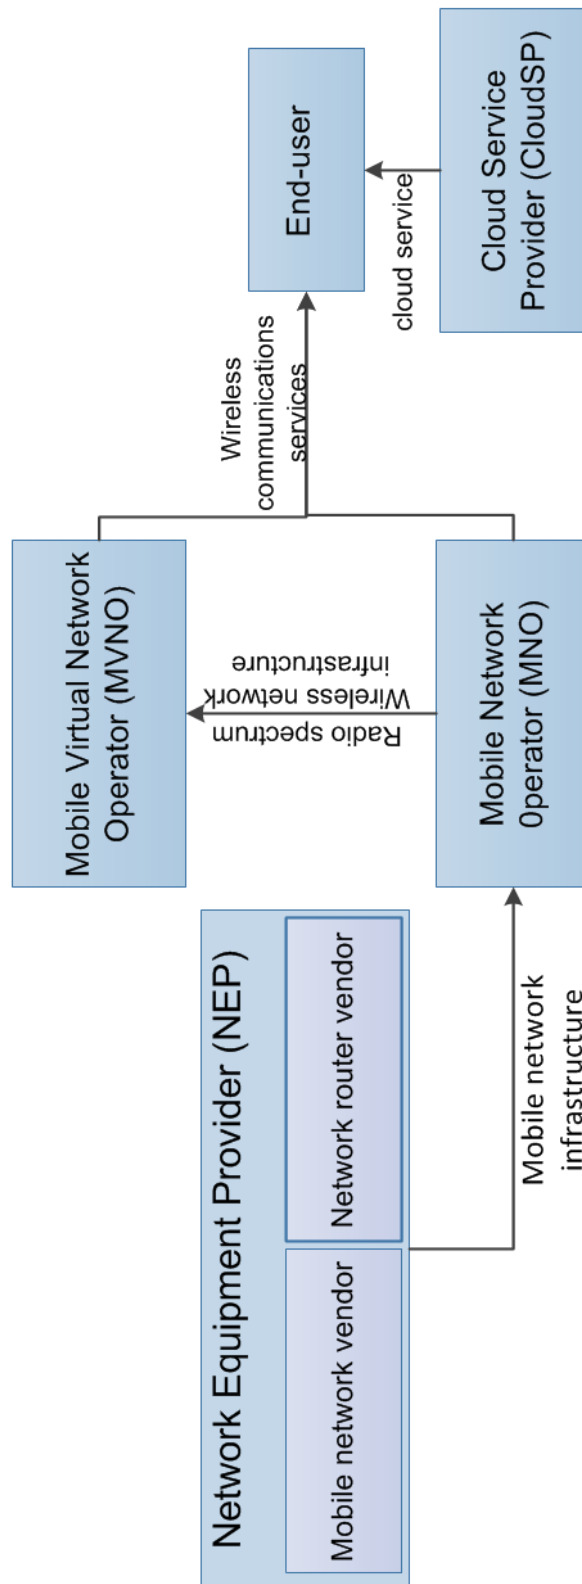 Network Equipment Provider (NEP)
Mobile network vendor
Network router vendor
Mobile network
infrastructure
Mobile Virtual Network
Operator (MVNO)
Radio spectrum
Wireless network
infrastructure
Mobile Network
0perator (MNO)
Wireless
communications
services
End-user
cloud service
Cloud Service
Provider (CloudSP)